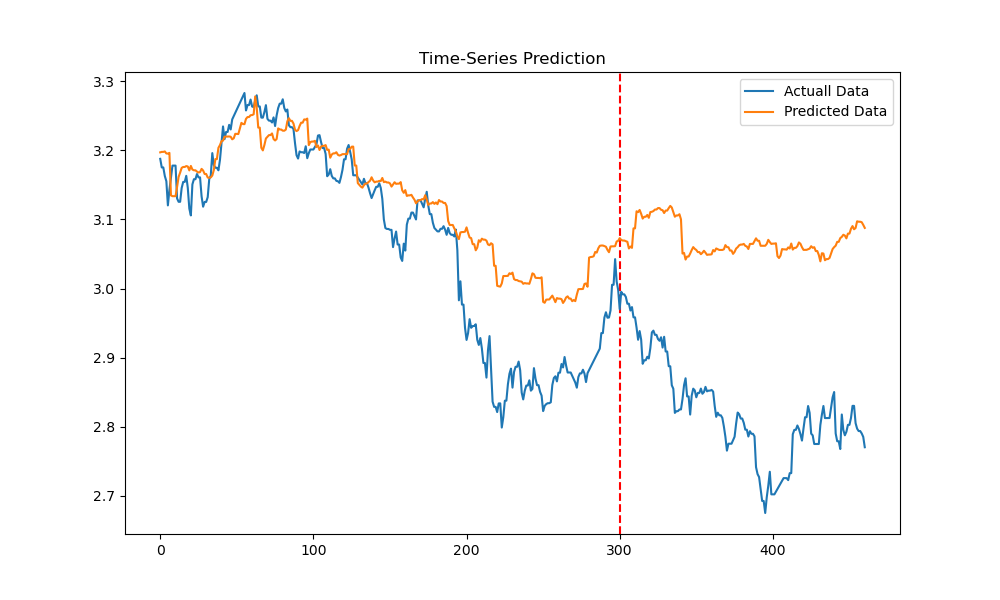 Time-Series Prediction
Actuall Data
Predicted Data
3.3
3.2
3.1
3.0
2.9
2.8
2.7
0 100 200 300 400